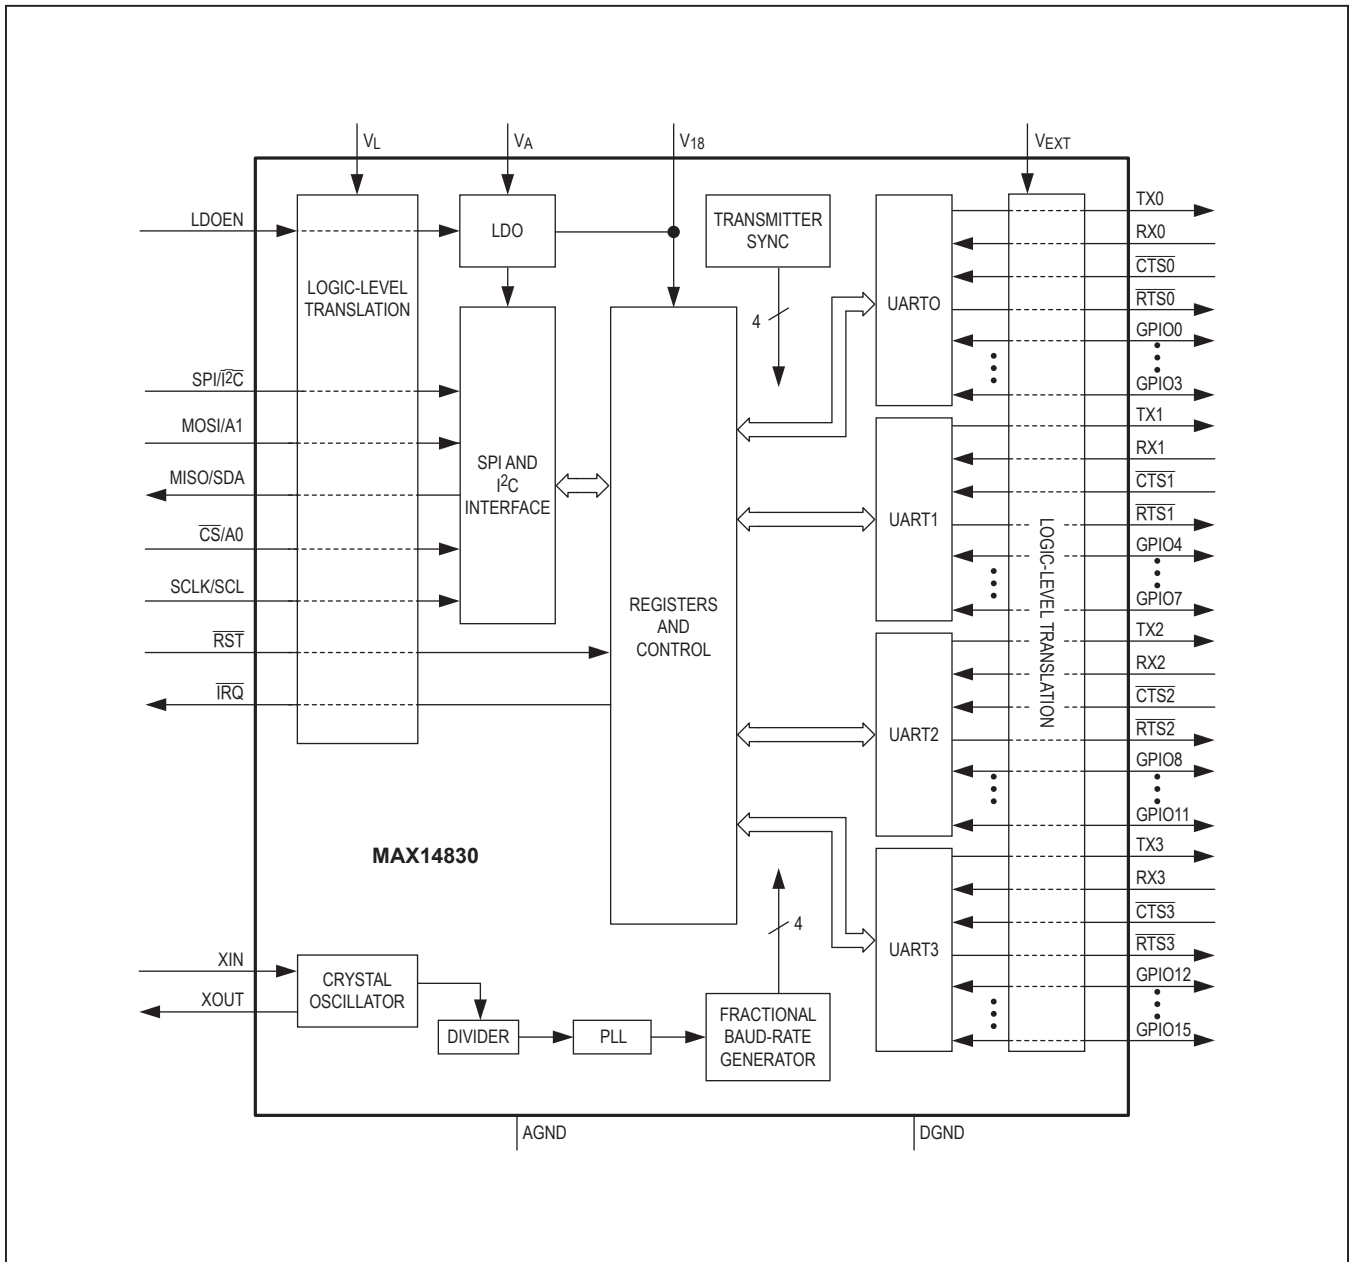 VL
VA
V18
VEXT
LDOEN
LOGIC-LEVEL
TRANSLATION
LDO
TRANSMITTER
SYNC
4
SPI/I2C
MOSI/A1
MISO/SDA
CS/A0
SCLK/SCL
RST
IRQ
SPI AND
I2C
INTERFACE
REGISTERS
AND
CONTROL
UARTO
UART1
UART2
UART3
LOGIC-LEVEL TRANSLATION
TX0
RX0
CTS0
RTS0
GPIO0
GPIO3
TX1
RX1
CTS1
RTS1
GPIO4
GPIO7
TX2
RX2
CTS2
RTS2
GPIO8
GPIO11
TX3
RX3
CTS3
RTS3
GPIO12
GPIO15
MAX14830
4
XIN
XOUT
CRYSTAL
OSCILLATOR
DIVIDER
PLL
FRACTIONAL
BAUD-RATE
GENERATOR
AGND
DGND